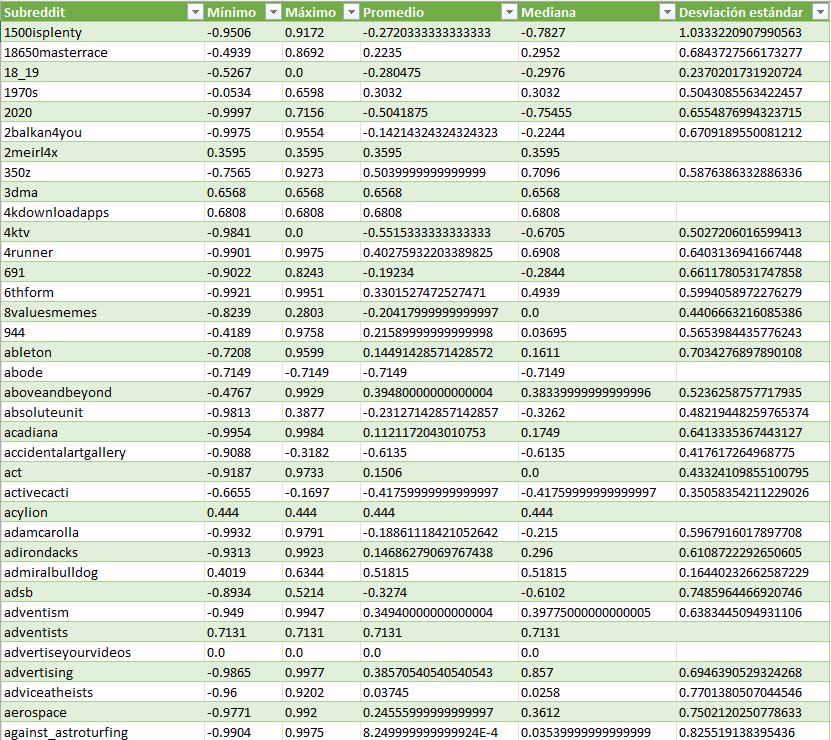 Subreddit Mínimo Máximo Promedio Mediana Desviación estándar
1500isplenty -0.9506 0.9172 -0.2720333333333333 -0.7827 1.0333220907990563
18650masterrace -0.4939 0.8692 0.2235 0.2952 0.6843727566173277
18_19 -0.5267 0.0 -0.280475 -0.2976 0.2370201731920724
1970s -0.0534 0.6598 0.3032 0.3032 0.5043085563422457
2020 -0.9997 0.7156 -0.5041875 -0.75455 0.6554876994323715
2balkan4you -0.9975 0.9554 -0.14214324324324323 -0.2244 0.6709189550081212
2meirl4x 0.3595 0.3595 0.3595 0.3595
350z -0.7565 0.9273 0.5039999999999999 0.7096 0.5876386332886336
3dma 0.6568 0.6568 0.6568 0.6568
4kdownloadapps 0.6808 0.6808 0.6808 0.6808
4ktv -0.9841 0.0 -0.5515333333333333 -0.6705 0.5027206016599413
4runner -0.9901 0.9975 0.40275932203389825 0.6908 0.6403136941667448
691 -0.9022 0.8243 -0.19234 -0.2844 0.6611780531747858
6thform -0.9921 0.9951 0.3301527472527471 0.4939 0.5994058972276279
8valuesmemes -0.8239 0.2803 -0.20417999999999997 0.0 0.4406663216085386
944 -0.4189 0.9758 0.21589999999999998 0.03695 0.5653984435776243
ableton -0.7208 0.9599 0.14491428571428572 0.1611 0.7034276897890108
abode -0.7149 -0.7149 -0.7149 -0.7149
aboveandbeyond -0.4767 0.9929 0.39480000000000004 0.38339999999999996 0.5236258757717935
absoluteunit -0.9813 0.3877 -0.23127142857142857 -0.3262 0.48219448259765374
acadiana -0.9954 0.9984 0.1121172043010753 0.1749 0.6413335367443127
accidentalartgallery -0.9088 -0.3182 -0.6135 -0.6135 0.417617264968775
act -0.9187 0.9733 0.1506 0.0 0.43324109855100795
activecacti -0.6655 -0.1697 -0.41759999999999997 -0.41759999999999997 0.35058354211229026
acylion 0.444 0.444 0.444 0.444
adamcarolla -0.9932 0.9791 -0.18861118421052642 -0.215 0.5967916017897708
adirondacks -0.9313 0.9923 0.14686279069767438 0.296 0.6108722292650605
admiralbulldog 0.4019 0.6344 0.51815 0.51815 0.16440232662587229
adsb -0.8934 0.5214 -0.3274 -0.6102 0.7485964466920746
adventism -0.949 0.9947 0.34940000000000004 0.39775000000000005 0.6383445094931106
adventists 0.7131 0.7131 0.7131 0.7131
advertiseyourvideos 0.0 0.0 0.0 0.0
advertising -0.9865 0.9977 0.38570540540540543 0.857 0.6946390529324268
adviceatheists -0.96 0.9202 0.03745 0.0258 0.7701380507044546
aerospace -0.9771 0.992 0.24555999999999997 0.3612 0.7502120250778633
against_astroturfing -0.9904 0.9975 8.249999999999924E-4 0.03539999999999999 0.825519138395436